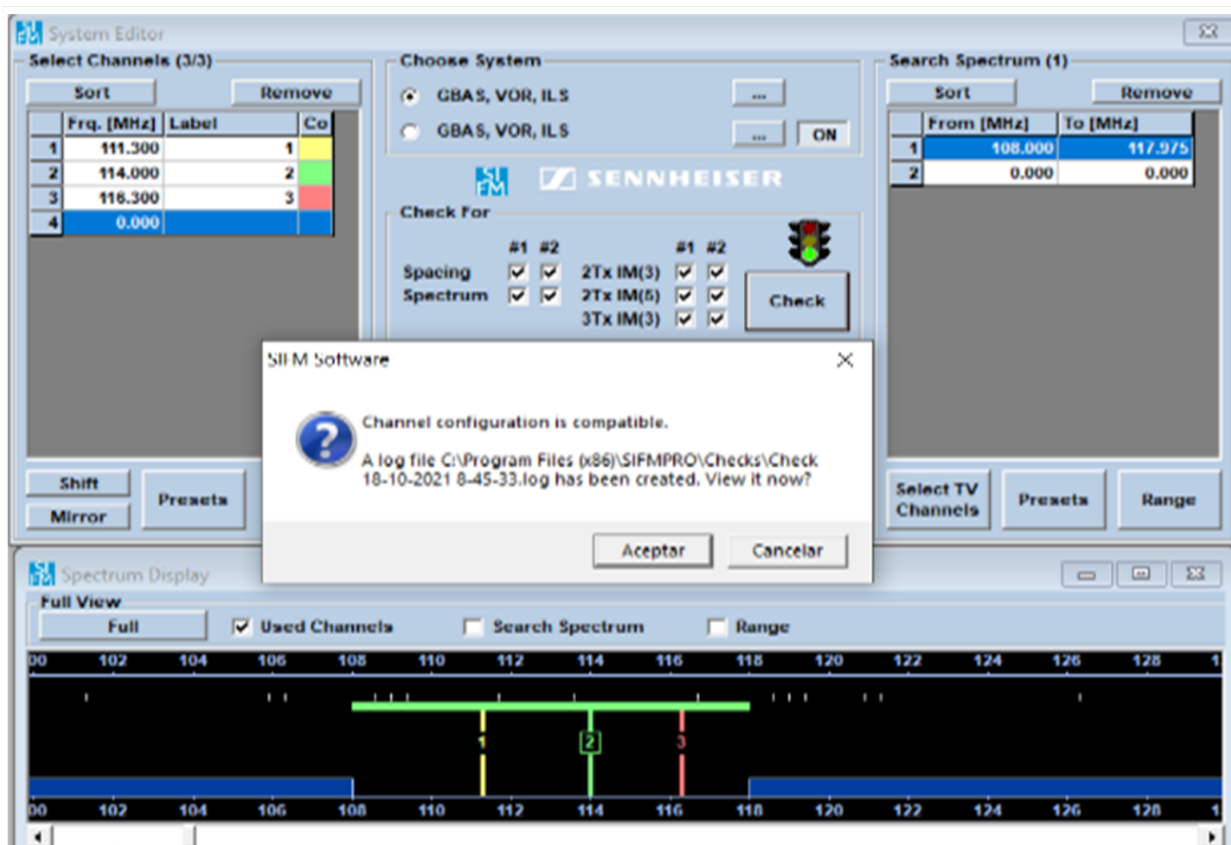 System Editor
Select Channels (3/3)
Sort Remove
Frq. [MHz] Label Co
1 111.300 1
2 114.000 2
3 116.300 3
4 0.000
Shift
Mirror
Presets
Choose System
GBAS, VOR, ILS ...
GBAS, VOR, ILS ... ON
SIFM SENNHEISER
Check For
#1 #2 #1 #2
Spacing 2Tx IM(3)
Spectrum 2Tx IM(5)
3Tx IM(3)
Check
Search Spectrum (1)
Sort Remove
From [MHz] To [MHz]
1 108.000 117.975
2 0.000 0.000
Select TV
Channels
Presets
Range
SIFM Software
Channel configuration is compatible.
A log file C:\Program Files (x86)\SIFMPRO\Checks\Check
18-10-2021 8-45-33.log has been created. View it now?
Aceptar Cancelar
SIFM Spectrum Display
Full View
Full Used Channels Search Spectrum Range
00 102 104 106 108 110 112 114 116 118 120 122 124 126 128 1
1 2 3
00 102 104 106 108 110 112 114 116 118 120 122 124 126 128 1